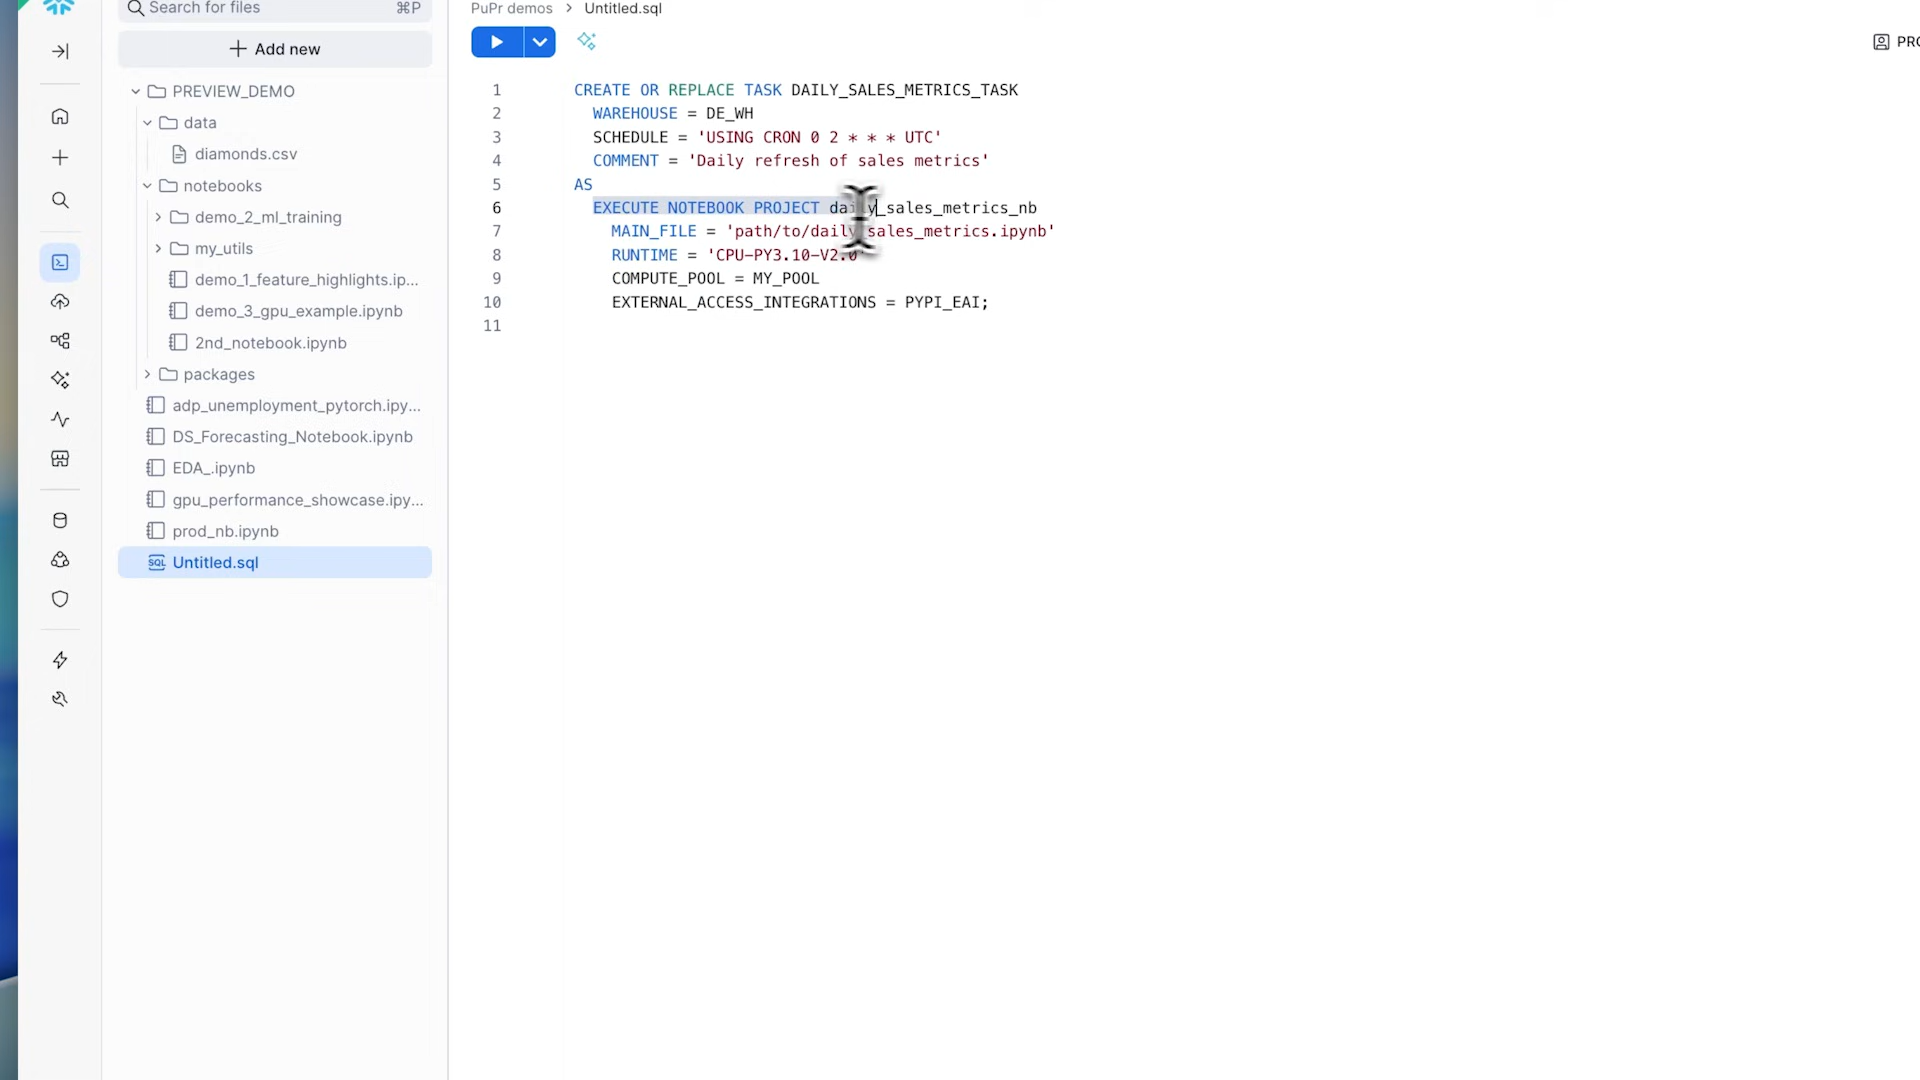 Search for files ⌘P
+ Add new
PREVIEW_DEMO
data
diamonds.csv
notebooks
demo_2_ml_training
my_utils
demo_1_feature_highlights.ip...
demo_3_gpu_example.ipynb
2nd_notebook.ipynb
packages
adp_unemployment_pytorch.ipy...
DS_Forecasting_Notebook.ipynb
EDA_.ipynb
gpu_performance_showcase.ipy...
prod_nb.ipynb
SQL Untitled.sql
PuPr demos > Untitled.sql
PRO
1 CREATE OR REPLACE TASK DAILY_SALES_METRICS_TASK
2 WAREHOUSE = DE_WH
3 SCHEDULE = 'USING CRON 0 2 * * * UTC'
4 COMMENT = 'Daily refresh of sales metrics'
5 AS
6 EXECUTE NOTEBOOK PROJECT daily_sales_metrics_nb
7 MAIN_FILE = 'path/to/daily_sales_metrics.ipynb'
8 RUNTIME = 'CPU-PY3.10-V2.0'
9 COMPUTE_POOL = MY_POOL
10 EXTERNAL_ACCESS_INTEGRATIONS = PYPI_EAI;
11